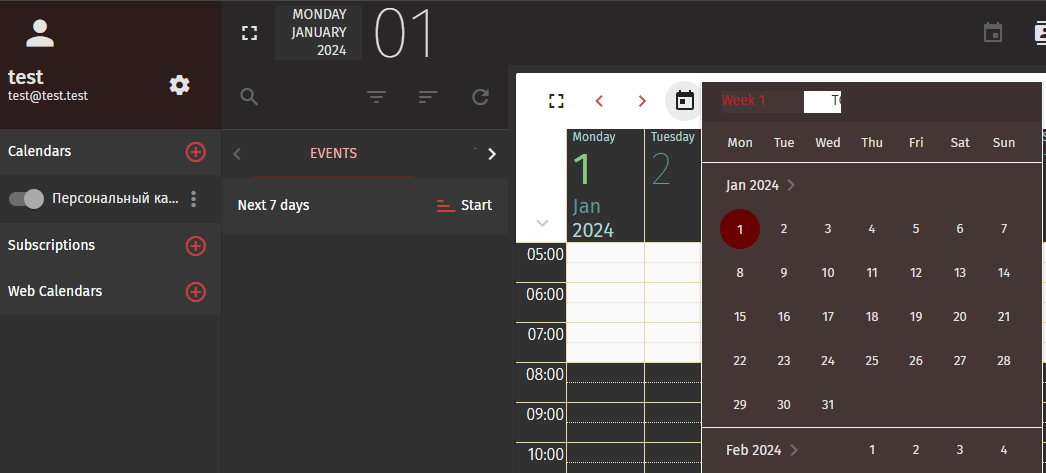 MONDAY
JANUARY
2024
01
test
test@test.test
Calendars
Персональный ка...
Subscriptions
Web Calendars
EVENTS
Next 7 days
Start
Monday
1
Jan
2024
Tuesday
2
05:00
06:00
07:00
08:00
09:00
10:00
Week 1
Mon Tue Wed Thu Fri Sat Sun
Jan 2024
1 2 3 4 5 6 7
8 9 10 11 12 13 14
15 16 17 18 19 20 21
22 23 24 25 26 27 28
29 30 31
Feb 2024 1 2 3 4